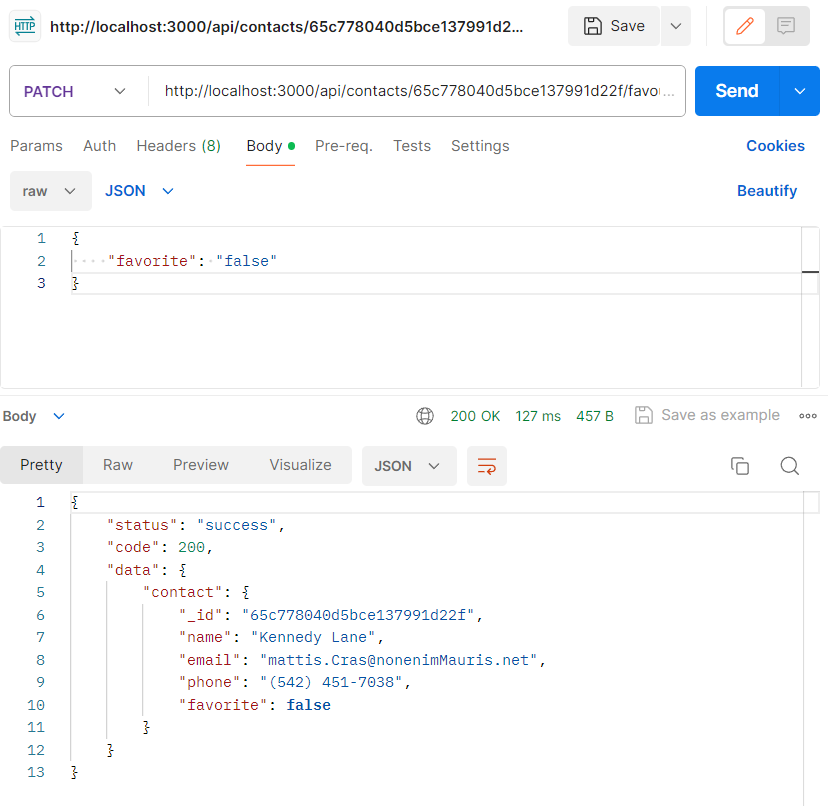 HTTP http://localhost:3000/api/contacts/65c778040d5bce137991d2... Save
PATCH http://localhost:3000/api/contacts/65c778040d5bce137991d22f/favo... Send
Params Auth Headers (8) Body Pre-req. Tests Settings Cookies
raw JSON Beautify
1 {
2 "favorite": "false"
3 }
Body 200 OK 127 ms 457 B Save as example
Pretty Raw Preview Visualize JSON
1 {
2 "status": "success",
3 "code": 200,
4 "data": {
5 "contact": {
6 "_id": "65c778040d5bce137991d22f",
7 "name": "Kennedy Lane",
8 "email": "mattis.Cras@nonenimMauris.net",
9 "phone": "(542) 451-7038",
10 "favorite": false
11 }
12 }
13 }